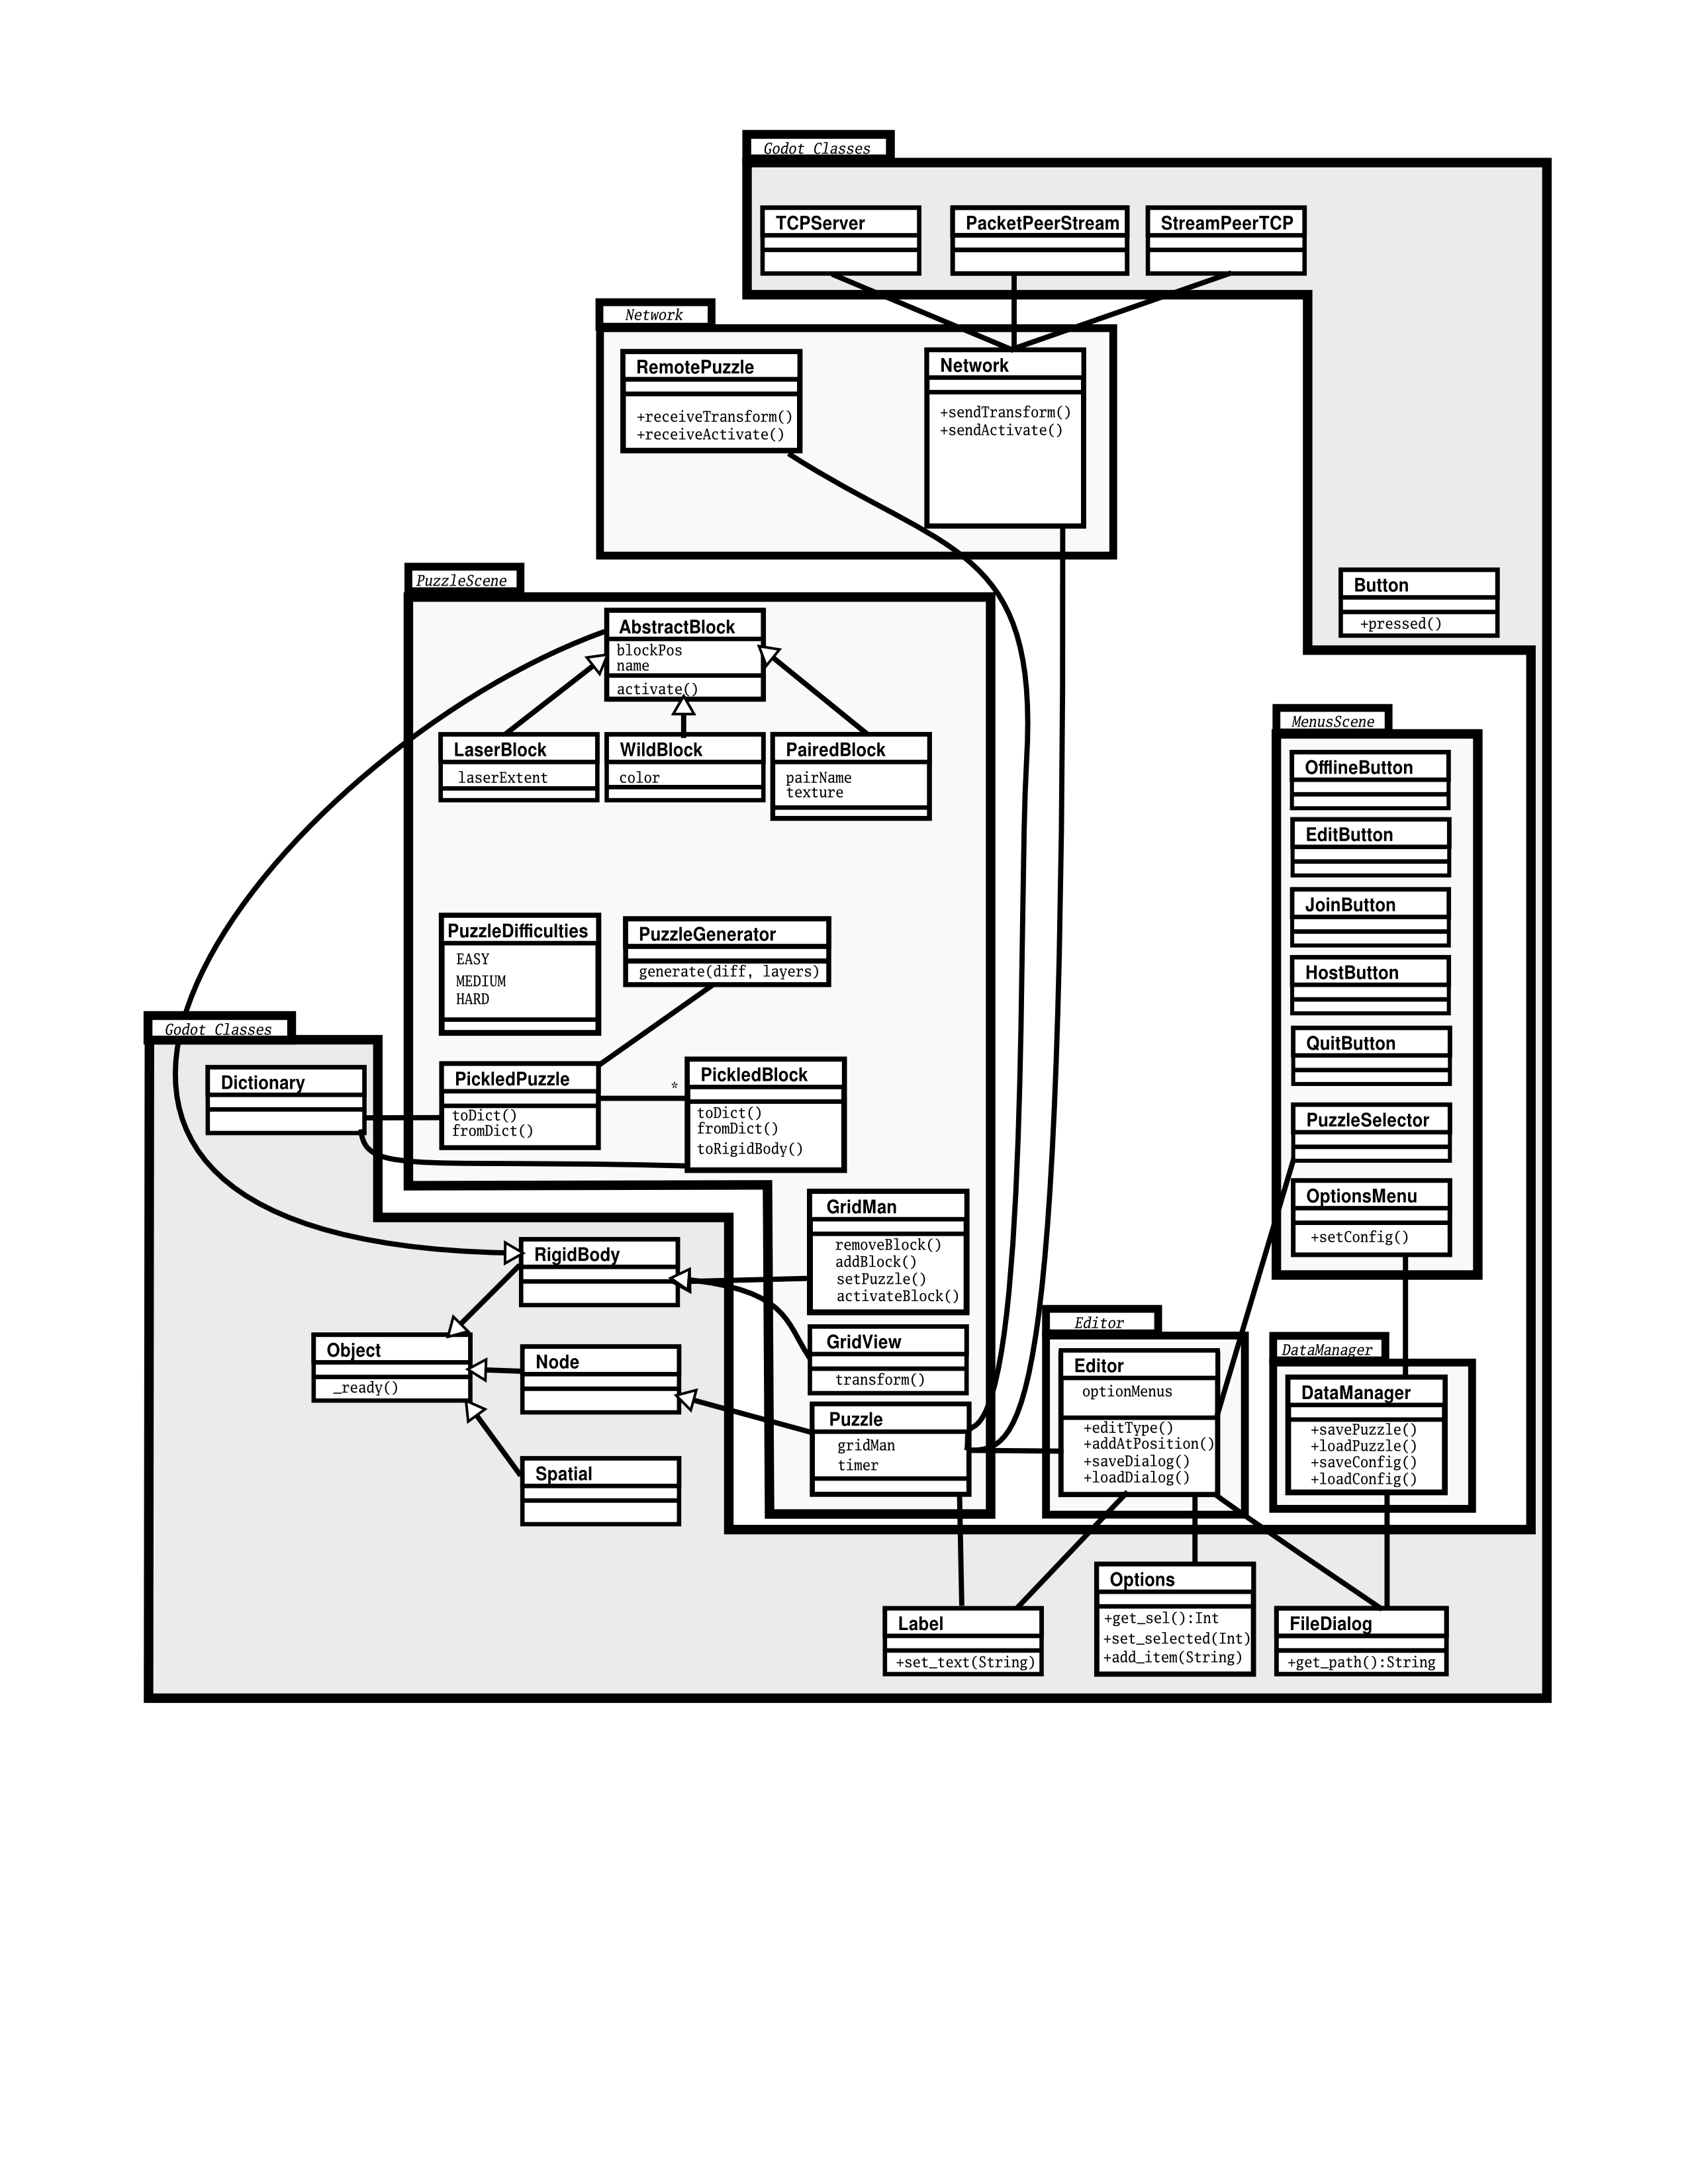 Godot Classes
TCPServer
PacketPeerStream
StreamPeerTCP
Network
RemotePuzzle
+receiveTransform()
+receiveActivate()
Network
+sendTransform()
+sendActivate()
Button
+pressed()
PuzzleScene
AbstractBlock
blockPos
name
activate()
LaserBlock
laserExtent
WildBlock
color
PairedBlock
pairName
texture
PuzzleDifficulties
EASY
MEDIUM
HARD
PuzzleGenerator
generate(diff, layers)
PickledPuzzle
toDict()
fromDict()
*
PickledBlock
toDict()
fromDict()
toRigidBody()
GridMan
removeBlock()
addBlock()
setPuzzle()
activateBlock()
GridView
transform()
Puzzle
gridMan
timer
MenusScene
OfflineButton
EditButton
JoinButton
HostButton
QuitButton
PuzzleSelector
OptionsMenu
+setConfig()
Godot Classes
Dictionary
RigidBody
Object
_ready()
Node
Spatial
Editor
Editor
optionMenus
+editType()
+addAtPosition()
+saveDialog()
+loadDialog()
DataManager
DataManager
+savePuzzle()
+loadPuzzle()
+saveConfig()
+loadConfig()
Label
+set_text(String)
Options
+get_sel():Int
+set_selected(Int)
+add_item(String)
FileDialog
+get_path():String